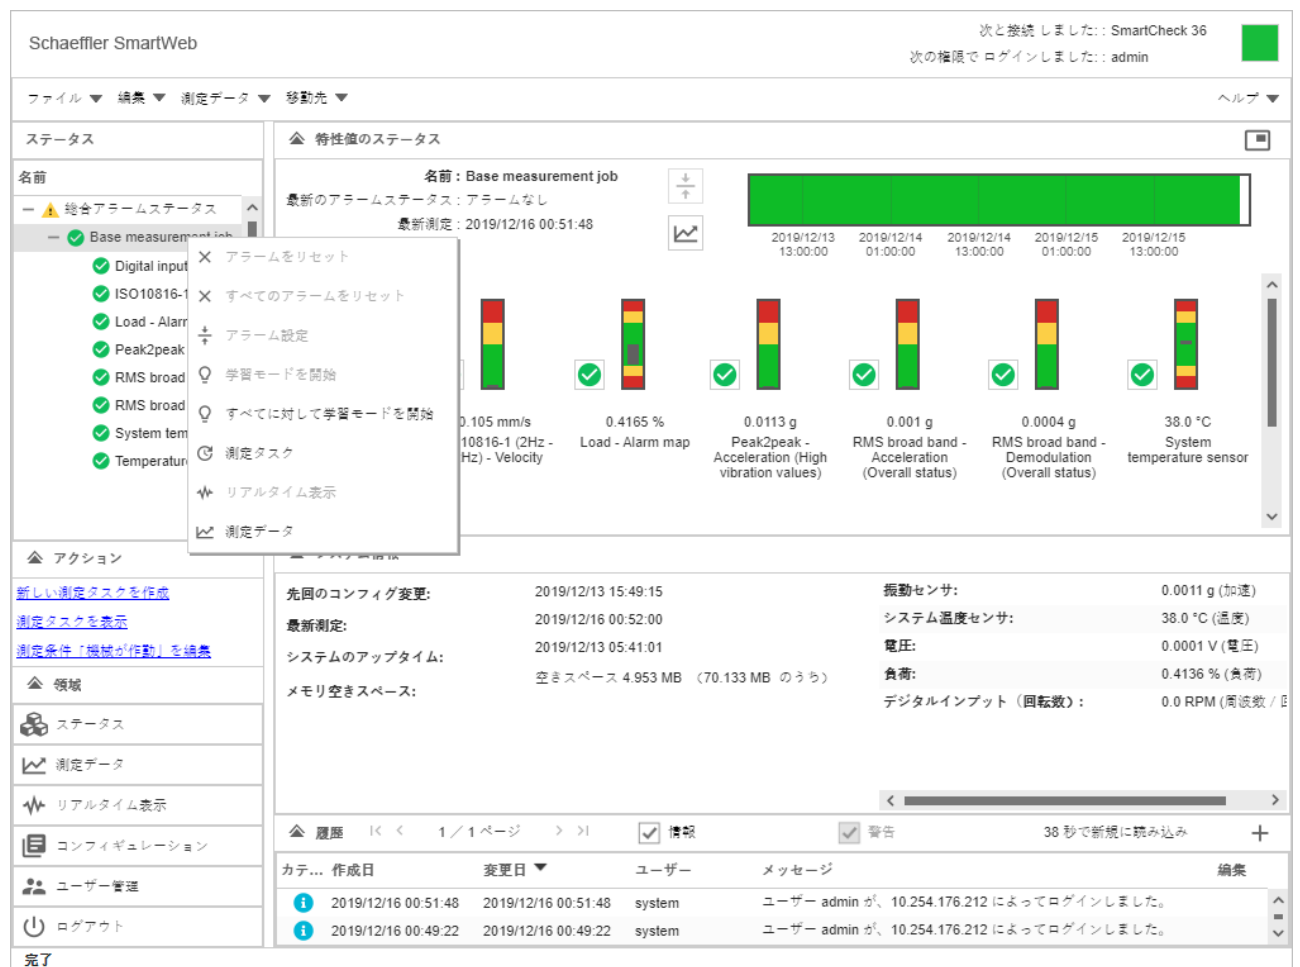 Schaeffler SmartWeb
次と接続 しました: : SmartCheck 36
次の権限で ログインしました: : admin
ファイル 編集 測定データ 移動先 ヘルプ
ステータス
名前
総合アラームステータス
Base measurement job
Digital input
ISO10816-1
Load - Alarm
Peak2peak
RMS broad
RMS broad
System tem
Temperature
アラームをリセット
すべてのアラームをリセット
アラーム設定
学習モードを開始
すべてに対して学習モードを開始
測定タスク
リアルタイム表示
測定データ
特性値のステータス
名前 : Base measurement job
最新のアラームステータス : アラームなし
最新測定 : 2019/12/16 00:51:48
2019/12/13 2019/12/14 2019/12/14 2019/12/15 2019/12/15
13:00:00 01:00:00 13:00:00 01:00:00 13:00:00
0.105 mm/s 0.4165 % 0.0113 g 0.001 g 0.0004 g 38.0 °C
10816-1 (2Hz - Load - Alarm map Peak2peak - RMS broad band - RMS broad band - System
Hz) - Velocity Acceleration (High Acceleration Demodulation temperature sensor
vibration values) (Overall status) (Overall status)
アクション
新しい測定タスクを作成
測定タスクを表示
測定条件「機械が作動」を編集
領域
ステータス
測定データ
リアルタイム表示
コンフィギュレーション
ユーザー管理
ログアウト
先回のコンフィグ変更: 2019/12/13 15:49:15
最新測定: 2019/12/16 00:52:00
システムのアップタイム: 2019/12/13 05:41:01
メモリ空きスペース: 空きスペース 4.953 MB （70.133 MB のうち）
振動センサ: 0.0011 g (加速)
システム温度センサ: 38.0 °C (温度)
電圧: 0.0001 V (電圧)
負荷: 0.4136 % (負荷)
デジタルインプット（回転数）: 0.0 RPM (周波数 / 回
履歴 1 ／ 1 ページ 情報 警告 38 秒で新規に読み込み
カテ... 作成日 変更日 ユーザー メッセージ 編集
2019/12/16 00:51:48 2019/12/16 00:51:48 system ユーザー admin が、10.254.176.212 によってログインしました。
2019/12/16 00:49:22 2019/12/16 00:49:22 system ユーザー admin が、10.254.176.212 によってログインしました。
完了